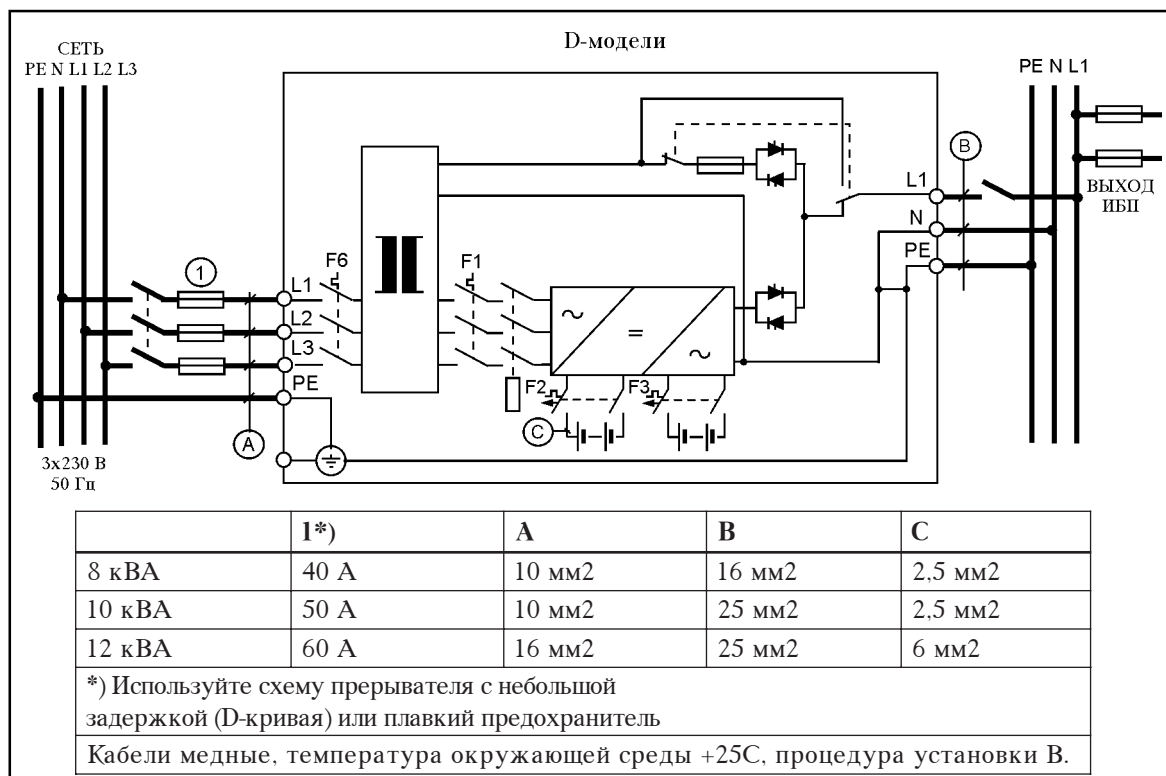 D-модели
СЕТЬ
PE N L1 L2 L3
PE N L1
B
L1
ВЫХОД
ИБП
N
PE
1
F6
F1
L1
L2
L3
PE
~
=
~
F2
F3
C
A
3x230 В
50 Гц
1*) A B C
8 кВА 40 А 10 мм2 16 мм2 2,5 мм2
10 кВА 50 А 10 мм2 25 мм2 2,5 мм2
12 кВА 60 А 16 мм2 25 мм2 6 мм2
*) Используйте схему прерывателя с небольшой
задержкой (D-кривая) или плавкий предохранитель
Кабели медные, температура окружающей среды +25С, процедура установки В.